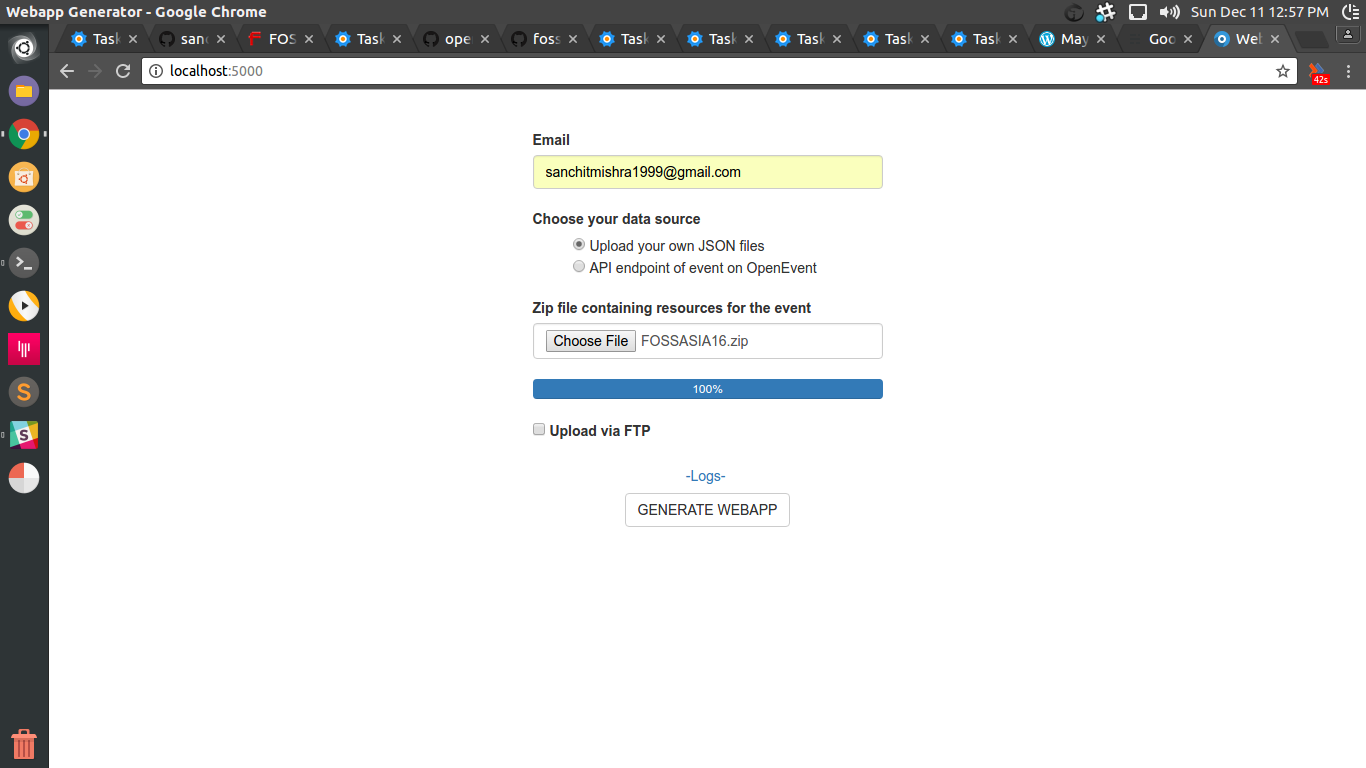 Webapp Generator - Google Chrome
Sun Dec 11 12:57 PM
Task
san
FOS
Task
ope
foss
Task
Task
Task
Task
Task
May
Goo
Web
localhost:5000
42s
Email
sanchitmishra1999@gmail.com
Choose your data source
Upload your own JSON files
API endpoint of event on OpenEvent
Zip file containing resources for the event
Choose File FOSSASIA16.zip
100%
Upload via FTP
-Logs-
GENERATE WEBAPP